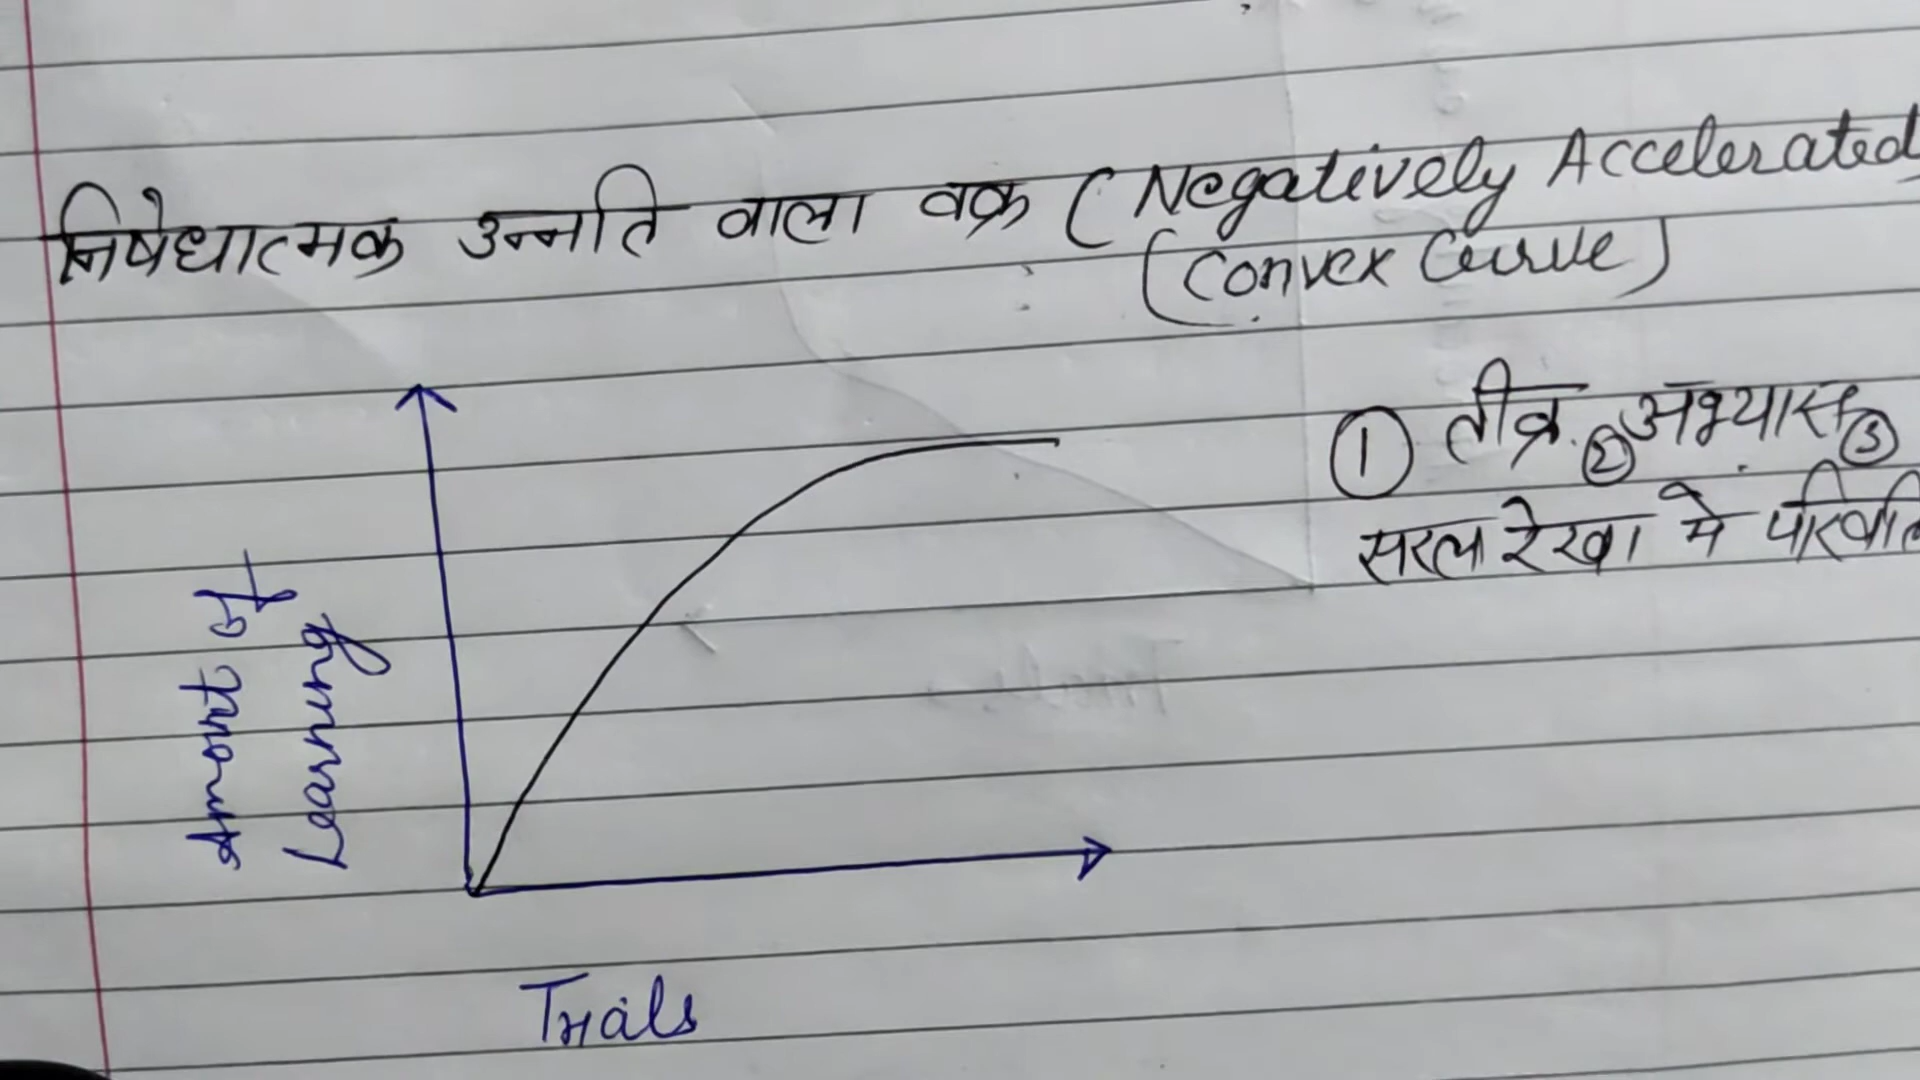 निषेधात्मक उन्नति वाला वक्र ( Negatively Accelerated
(Convex Curve)
① तीव्र. ② अभ्यास ③
सरल रेखा मे
Amount of
Learning
Trials